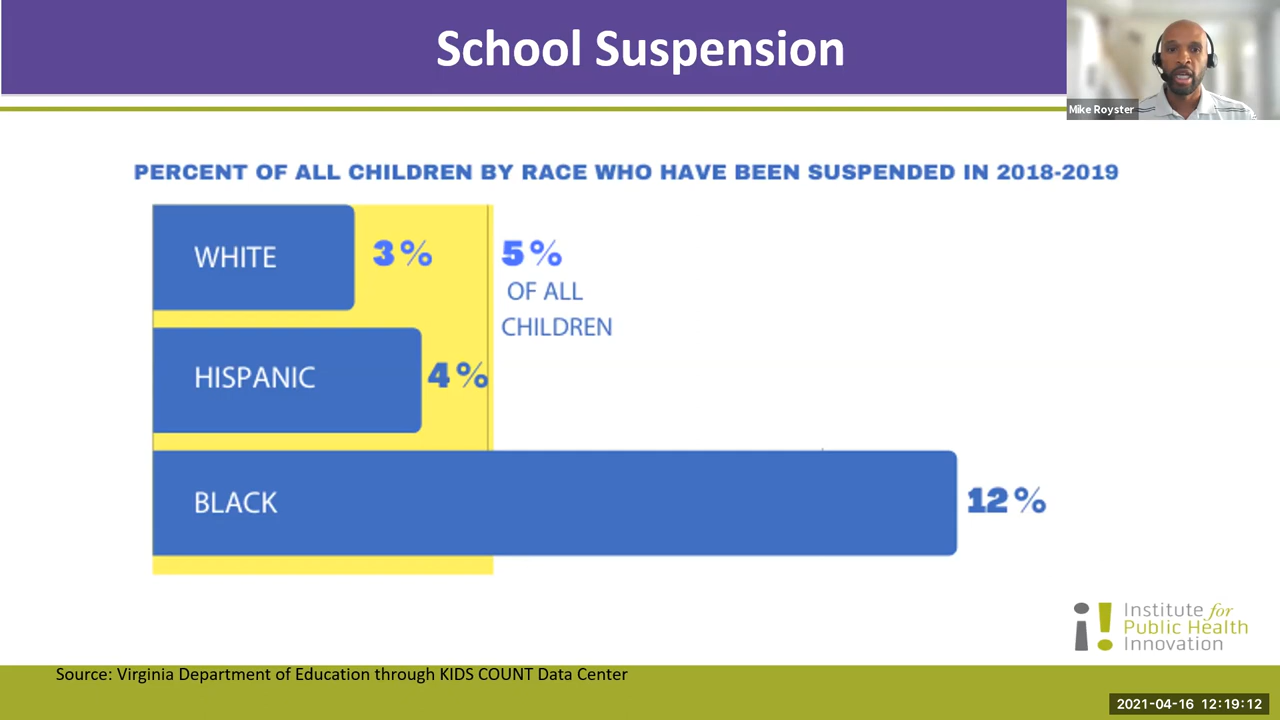 School Suspension
Mike Royster
PERCENT OF ALL CHILDREN BY RACE WHO HAVE BEEN SUSPENDED IN 2018-2019
WHITE
3%
5%
OF ALL
CHILDREN
HISPANIC
4%
BLACK
12%
Institute for
Public Health
Innovation
Source: Virginia Department of Education through KIDS COUNT Data Center
2021-04-16 12:19:12